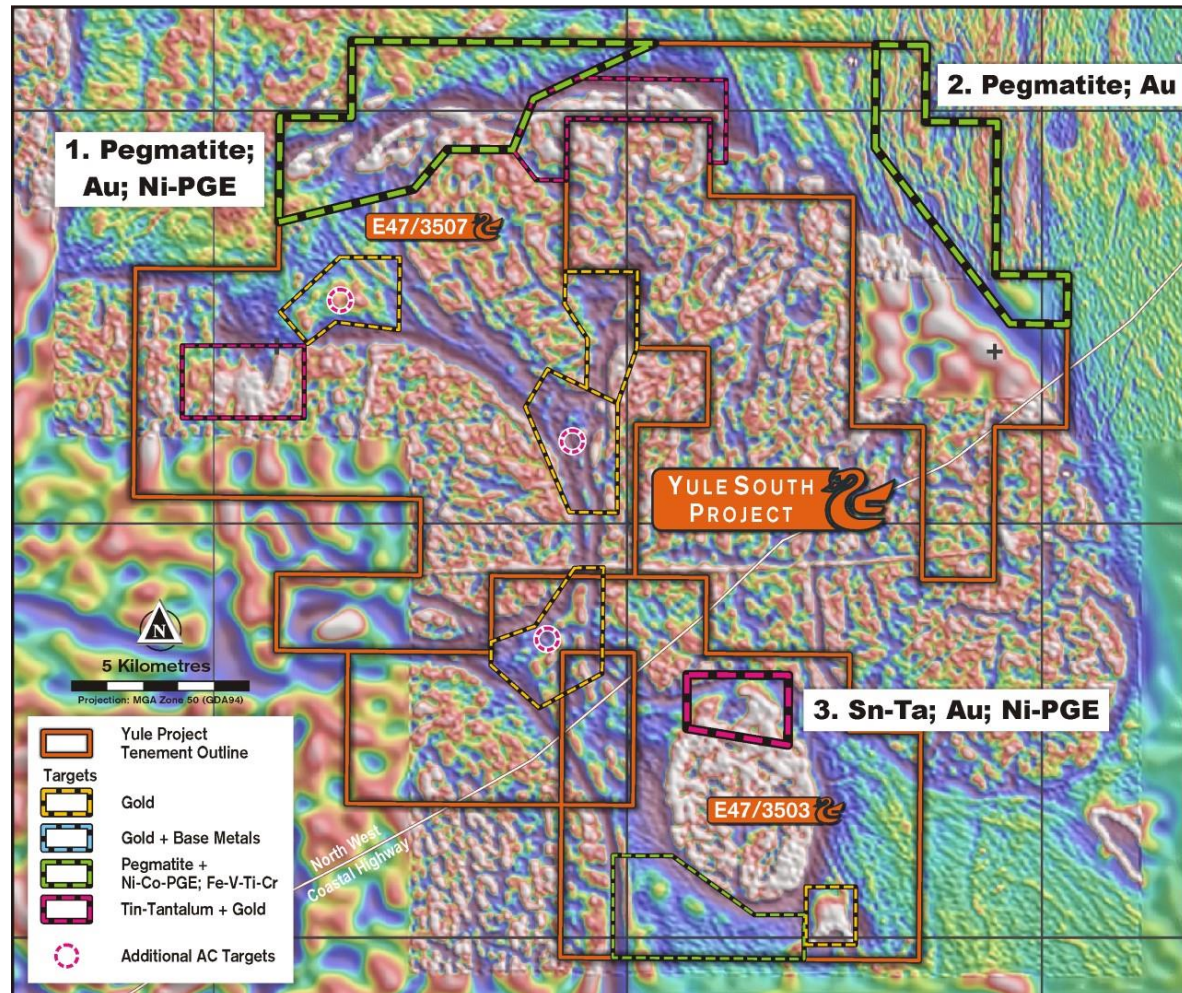 2. Pegmatite; Au
1. Pegmatite;
Au; Ni-PGE
E47/3507
YULE SOUTH
PROJECT
N
5 Kilometres
Projection: MGA Zone 50 (GDA94)
3. Sn-Ta; Au; Ni-PGE
E47/3503
North West
Coastal Highway
Yule Project
Tenement Outline
Targets
Gold
Gold + Base Metals
Pegmatite +
Ni-Co-PGE; Fe-V-Ti-Cr
Tin-Tantalum + Gold
Additional AC Targets